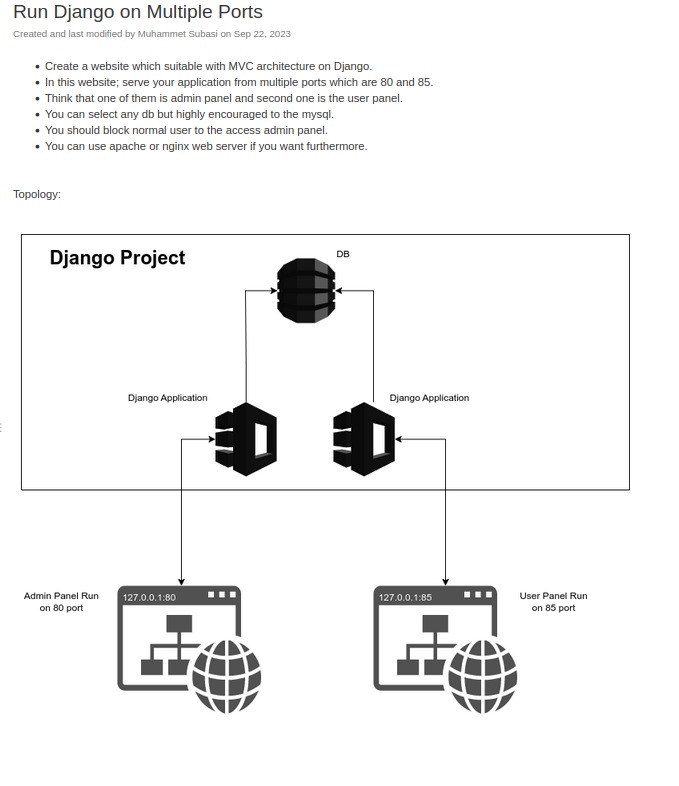 Run Django on Multiple Ports
Created and last modified by Muhammet Subasi on Sep 22, 2023
• Create a website which suitable with MVC architecture on Django.
• In this website; serve your application from multiple ports which are 80 and 85.
• Think that one of them is admin panel and second one is the user panel.
• You can select any db but highly encouraged to the mysql.
• You should block normal user to the access admin panel.
• You can use apache or nginx web server if you want furthermore.
Topology:
Django Project
DB
Django Application
Django Application
Admin Panel Run
on 80 port
127.0.0.1:80
127.0.0.1:85
User Panel Run
on 85 port